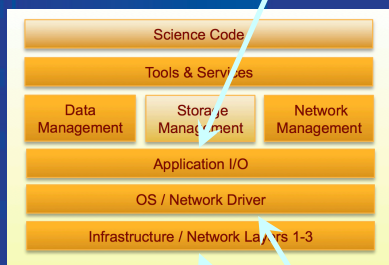 Science Code
Tools & Services
Data
Management
Storage
Management
Network
Management
Application I/O
OS / Network Driver
Infrastructure / Network Layers 1-3